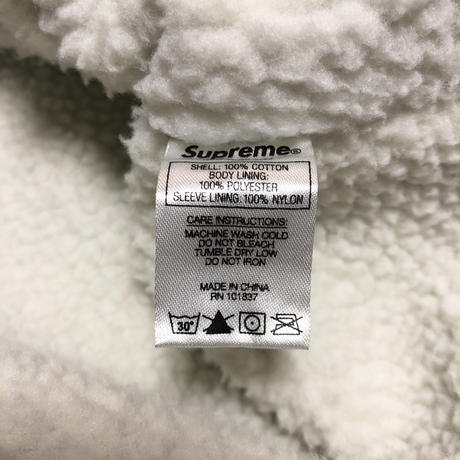 Supreme®
SHELL: 100% COTTON
BODY LINING:
100% POLYESTER
SLEEVE LINING: 100% NYLON
CARE INSTRUCTIONS:
MACHINE WASH COLD
DO NOT BLEACH
TUMBLE DRY LOW
DO NOT IRON
MADE IN CHINA
RN 101837
30°